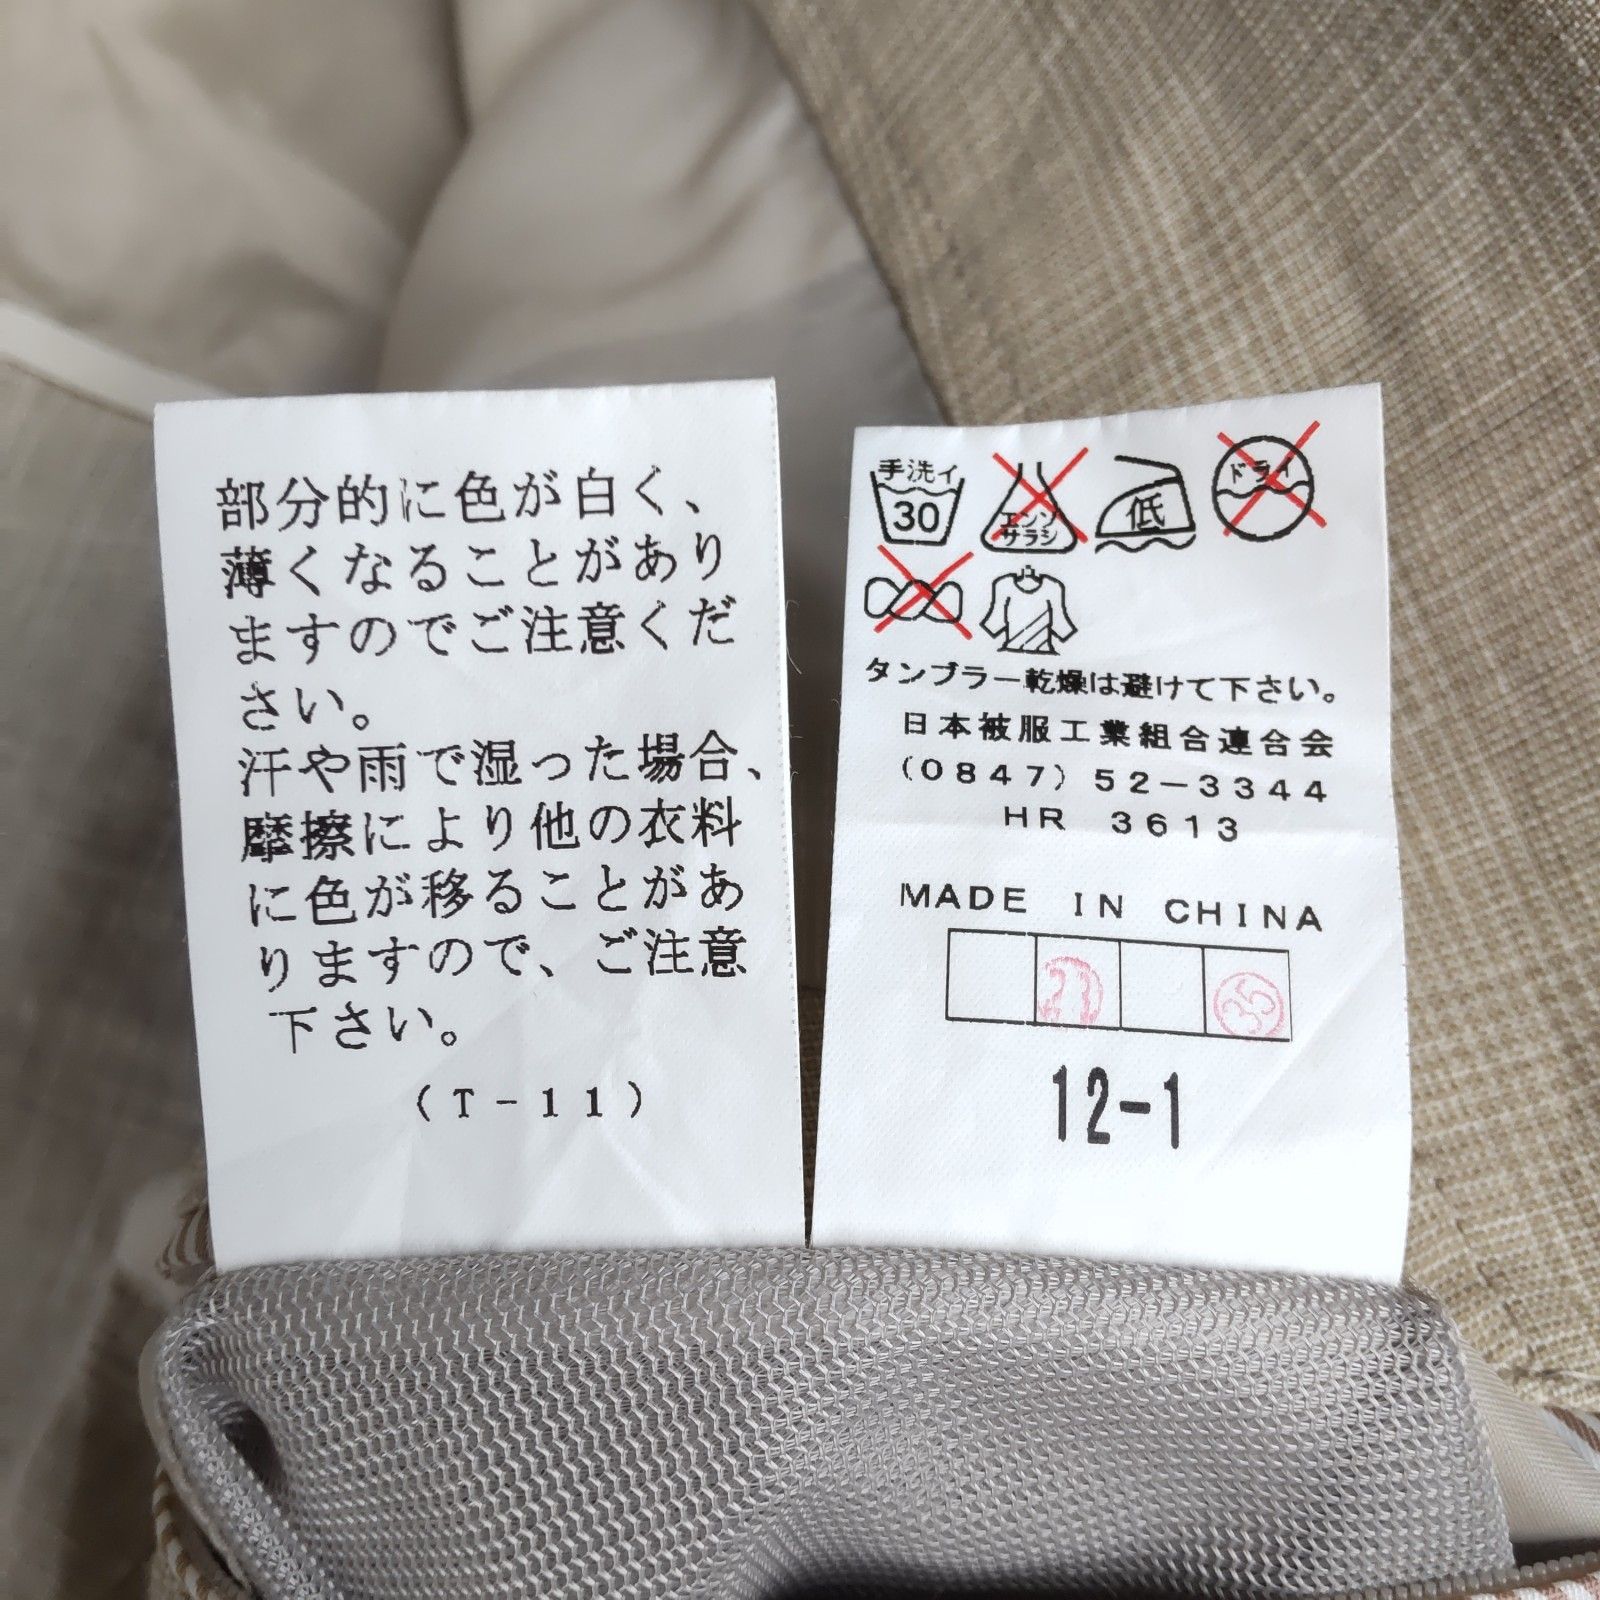 部分的に色が白く、
薄くなることがあり
ますのでご注意くだ
さい。
汗や雨で湿った場合、
摩擦により他の衣料
に色が移ることがあ
りますので、ご注意
下さい。
(T-11)
手洗イ
30
エンソ
サラシ
低
ドライ
タンブラー乾燥は避けて下さい。
日本被服工業組合連合会
(0847)52-3344
HR 3613
MADE IN CHINA
21
35
12-1